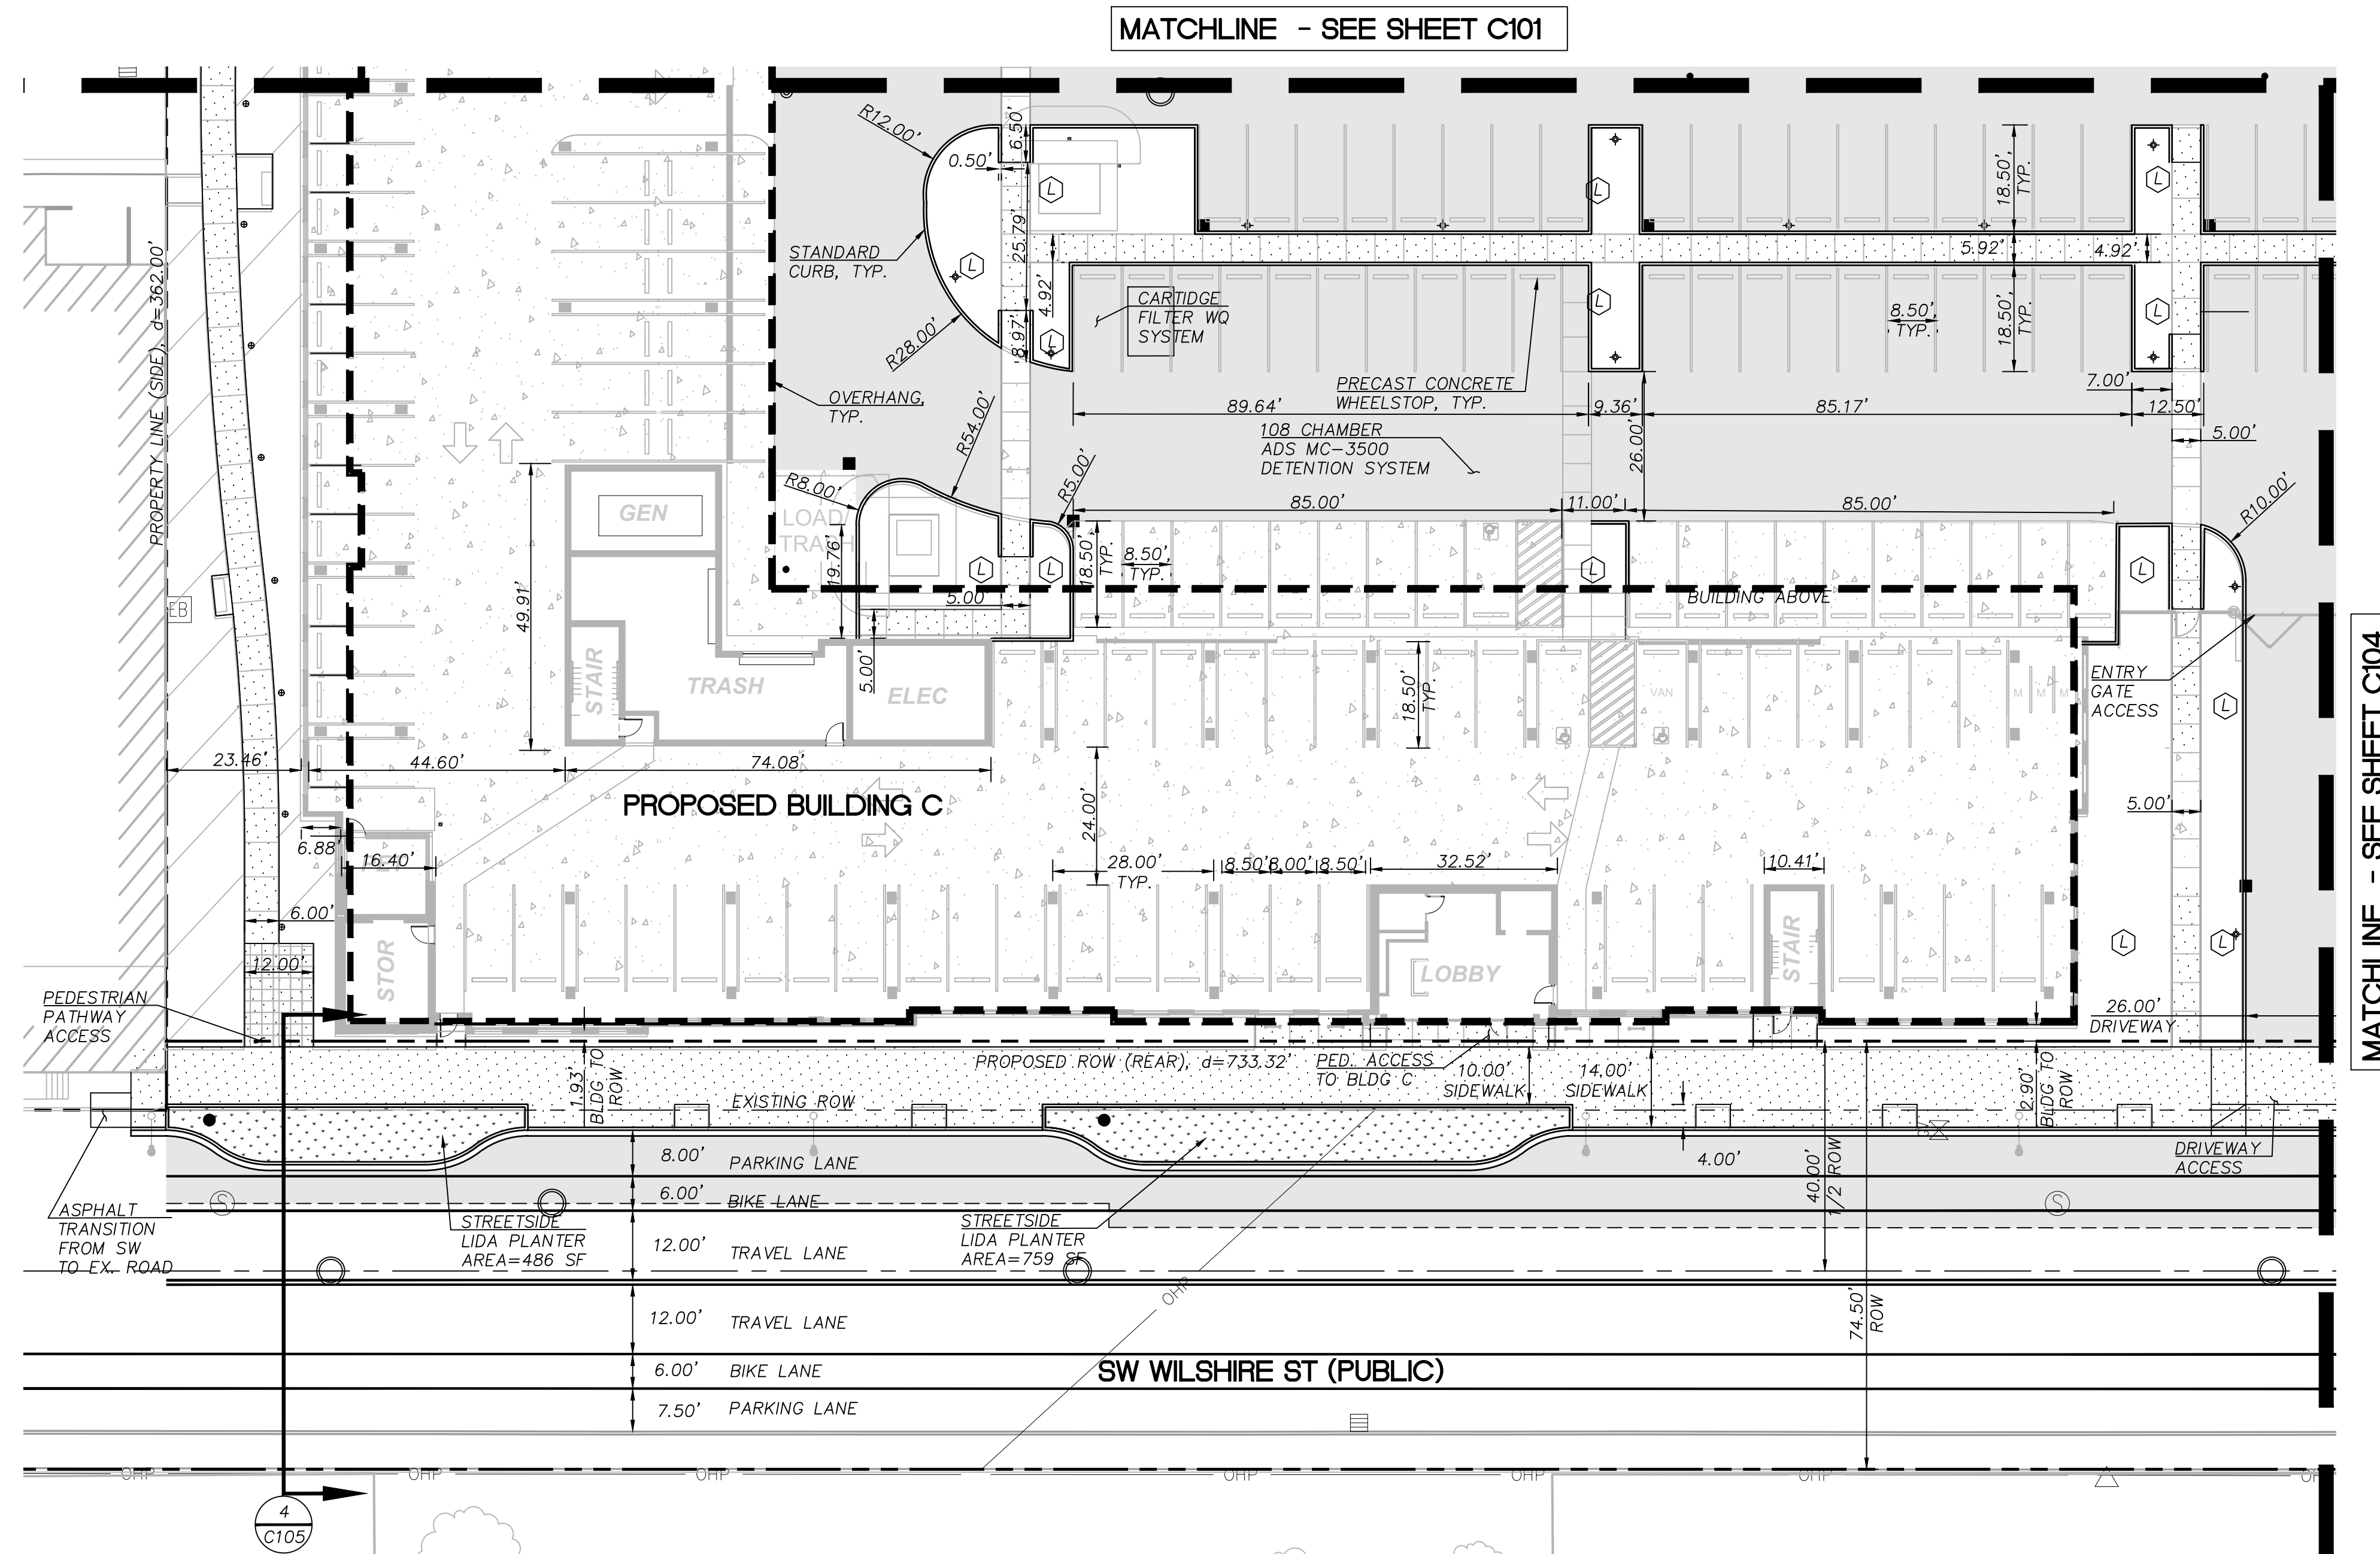 MATCHLINE - SEE SHEET C101
R12.00'
0.50'
6.50'
L
18.50',
TYP.
STANDARD
CURB, TYP.
25.79'
L
L
L
5.92'
4.92'
4.92'
PROPERTY LINE (SIDE), d=362.00'
CARTIDGE
FILTER WQ
SYSTEM
R28.00'
8.97'
L
L
L
8.50'
TYP.
18.50',
TYP.
OVERHANG,
TYP.
PRECAST CONCRETE
WHEELSTOP, TYP.
89.64'
9.36'
85.17'
7.00'
12.50'
R54.00'
108 CHAMBER
ADS MC-3500
DETENTION SYSTEM
26.00'
5.00'
R8.00'
R5.00'
85.00'
11.00'
85.00'
R10.00'
GEN
LOAD/
TRASH
19.76'
18.50'
TYP.
8.50'
TYP.
L
L
L
L
EB
49.91'
5.00'
BUILDING ABOVE
STAIR
TRASH
ELEC
5.00'
18.50'
TYP.
VAN
M
M
M
ENTRY
GATE
ACCESS
L
MATCHLINE - SEE SHEET C104
23.46'
44.60'
74.08'
PROPOSED BUILDING C
24.00'
5.00'
6.88'
16.40'
28.00'
TYP.
8.50'
8.00'
8.50'
32.52'
10.41'
6.00'
12.00'
STOR
LOBBY
STAIR
L
L
PEDESTRIAN
PATHWAY
ACCESS
26.00'
DRIVEWAY
1.93'
BLDG TO
ROW
PROPOSED ROW (REAR), d=733.32'
PED. ACCESS
TO BLDG C
10.00'
SIDEWALK
14.00'
SIDEWALK
2.90'
BLDG TO
ROW
EXISTING ROW
8.00'
PARKING LANE
4.00'
40.00'
1/2 ROW
DRIVEWAY
ACCESS
6.00'
BIKE LANE
S
S
ASPHALT
TRANSITION
FROM SW
TO EX. ROAD
STREETSIDE
LIDA PLANTER
AREA=486 SF
12.00'
TRAVEL LANE
STREETSIDE
LIDA PLANTER
AREA=759 SF
OHP
12.00'
TRAVEL LANE
74.50'
ROW
6.00'
BIKE LANE
SW WILSHIRE ST (PUBLIC)
7.50'
PARKING LANE
OHP
OHP
OHP
OHP
OHP
OHP
4
C105